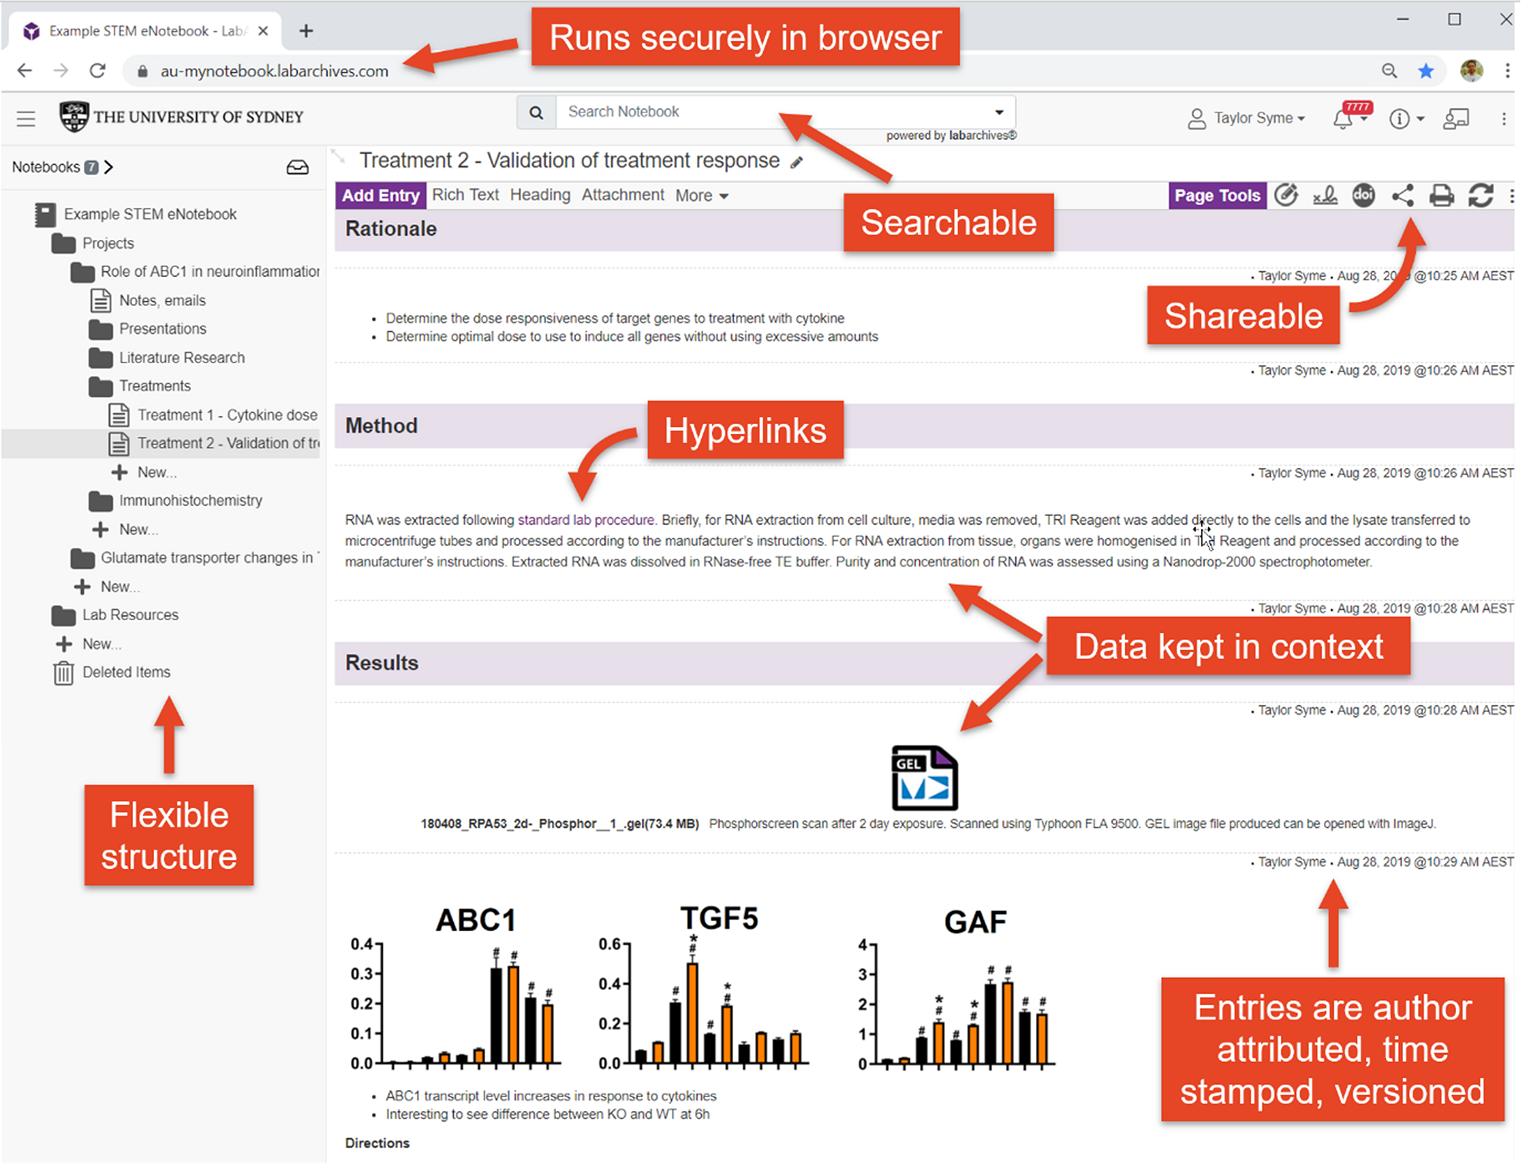 Example STEM eNotebook - Lab
Runs securely in browser
au-mynotebook.labarchives.com
THE UNIVERSITY OF SYDNEY
Search Notebook
powered by labarchives®
Taylor Syme
7777
Notebooks 7
Treatment 2 - Validation of treatment response
Add Entry Rich Text Heading Attachment More
Page Tools
doi
Searchable
Shareable
Example STEM eNotebook
Projects
Role of ABC1 in neuroinflammation
Notes, emails
Presentations
Literature Research
Treatments
Treatment 1 - Cytokine dose
Treatment 2 - Validation of tr
New...
Immunohistochemistry
New...
Glutamate transporter changes in
New...
Lab Resources
New...
Deleted Items
Flexible
structure
Rationale
• Taylor Syme • Aug 28, 2019 @10:25 AM AEST
• Determine the dose responsiveness of target genes to treatment with cytokine
• Determine optimal dose to use to induce all genes without using excessive amounts
• Taylor Syme • Aug 28, 2019 @10:26 AM AEST
Method
Hyperlinks
• Taylor Syme • Aug 28, 2019 @10:26 AM AEST
RNA was extracted following standard lab procedure. Briefly, for RNA extraction from cell culture, media was removed, TRI Reagent was added directly to the cells and the lysate transferred to
microcentrifuge tubes and processed according to the manufacturer's instructions. For RNA extraction from tissue, organs were homogenised in TRI Reagent and processed according to the
manufacturer's instructions. Extracted RNA was dissolved in RNase-free TE buffer. Purity and concentration of RNA was assessed using a Nanodrop-2000 spectrophotometer.
• Taylor Syme • Aug 28, 2019 @10:28 AM AEST
Data kept in context
Results
• Taylor Syme • Aug 28, 2019 @10:28 AM AEST
GEL
180408_RPA53_2d-_Phosphor__1_.gel(73.4 MB) Phosphorscreen scan after 2 day exposure. Scanned using Typhoon FLA 9500. GEL image file produced can be opened with ImageJ.
• Taylor Syme • Aug 28, 2019 @10:29 AM AEST
ABC1
0.4
0.3
0.2
0.1
0.0
# # # #
TGF5
0.6
0.4
0.2
0.0
# * # # * #
GAF
4
3
2
1
0
# * # # * # # # # #
Entries are author
attributed, time
stamped, versioned
• ABC1 transcript level increases in response to cytokines
• Interesting to see difference between KO and WT at 6h
Directions